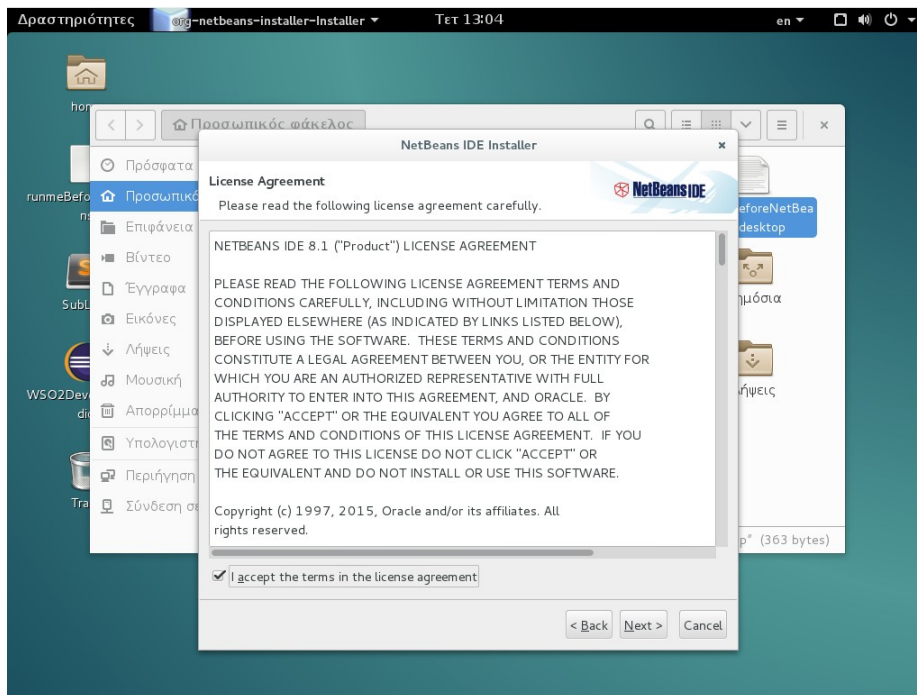 Δραστηριότητες
org-netbeans-installer-Installer
Τετ 13:04
en
Προσωπικός φάκελος
Πρόσφατα
Επιφάνεια
Βίντεο
Έγγραφα
Εικόνες
Λήψεις
Μουσική
Περιήγηση
Σύνδεση
NetBeans IDE Installer
License Agreement
Please read the following license agreement carefully.
NetBeans IDE
NETBEANS IDE 8.1 ("Product") LICENSE AGREEMENT
PLEASE READ THE FOLLOWING LICENSE AGREEMENT TERMS AND
CONDITIONS CAREFULLY, INCLUDING WITHOUT LIMITATION THOSE
DISPLAYED ELSEWHERE (AS INDICATED BY LINKS LISTED BELOW),
BEFORE USING THE SOFTWARE. THESE TERMS AND CONDITIONS
CONSTITUTE A LEGAL AGREEMENT BETWEEN YOU, OR THE ENTITY FOR
WHICH YOU ARE AN AUTHORIZED REPRESENTATIVE WITH FULL
AUTHORITY TO ENTER INTO THIS AGREEMENT, AND ORACLE. BY
CLICKING "ACCEPT" OR THE EQUIVALENT YOU AGREE TO ALL OF
THE TERMS AND CONDITIONS OF THIS LICENSE AGREEMENT. IF YOU
DO NOT AGREE TO THIS LICENSE DO NOT CLICK "ACCEPT" OR
THE EQUIVALENT AND DO NOT INSTALL OR USE THIS SOFTWARE.
Copyright (c) 1997, 2015, Oracle and/or its affiliates. All
rights reserved.
I accept the terms in the license agreement
< Back
Next >
Cancel
desktop
(363 bytes)